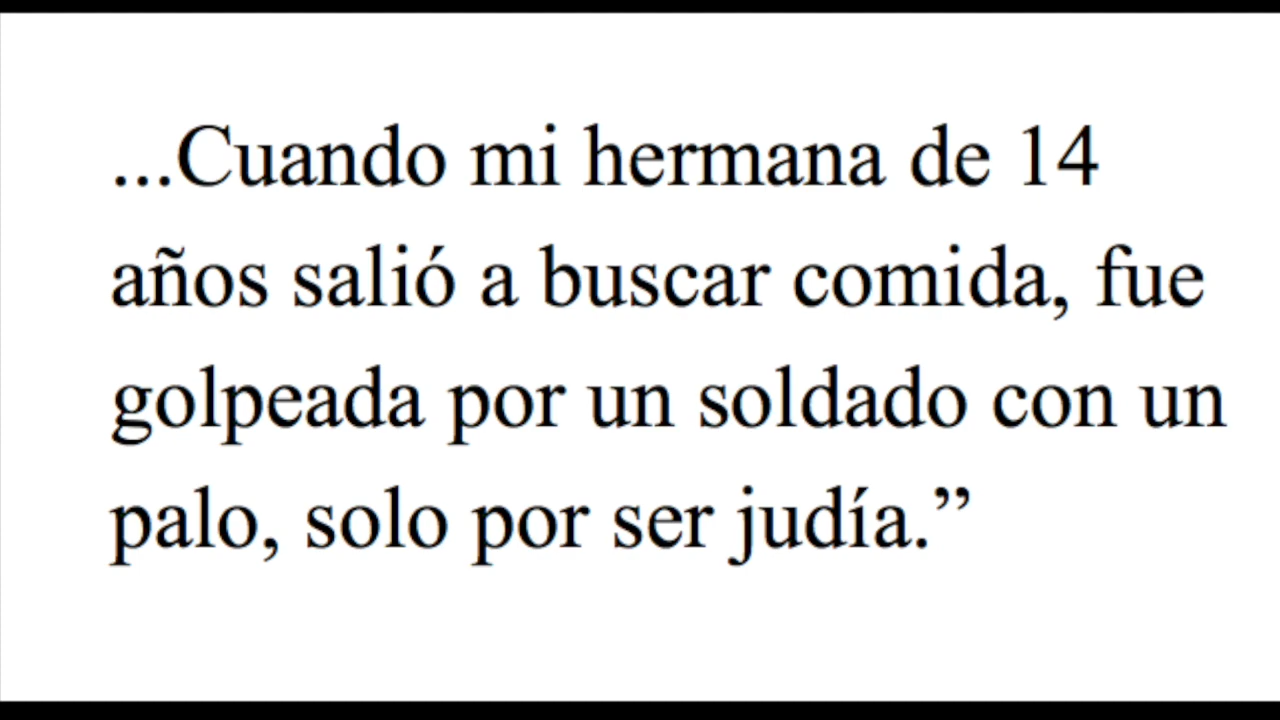 ...Cuando mi hermana de 14
años salió a buscar comida, fue
golpeada por un soldado con un
palo, solo por ser judía.”